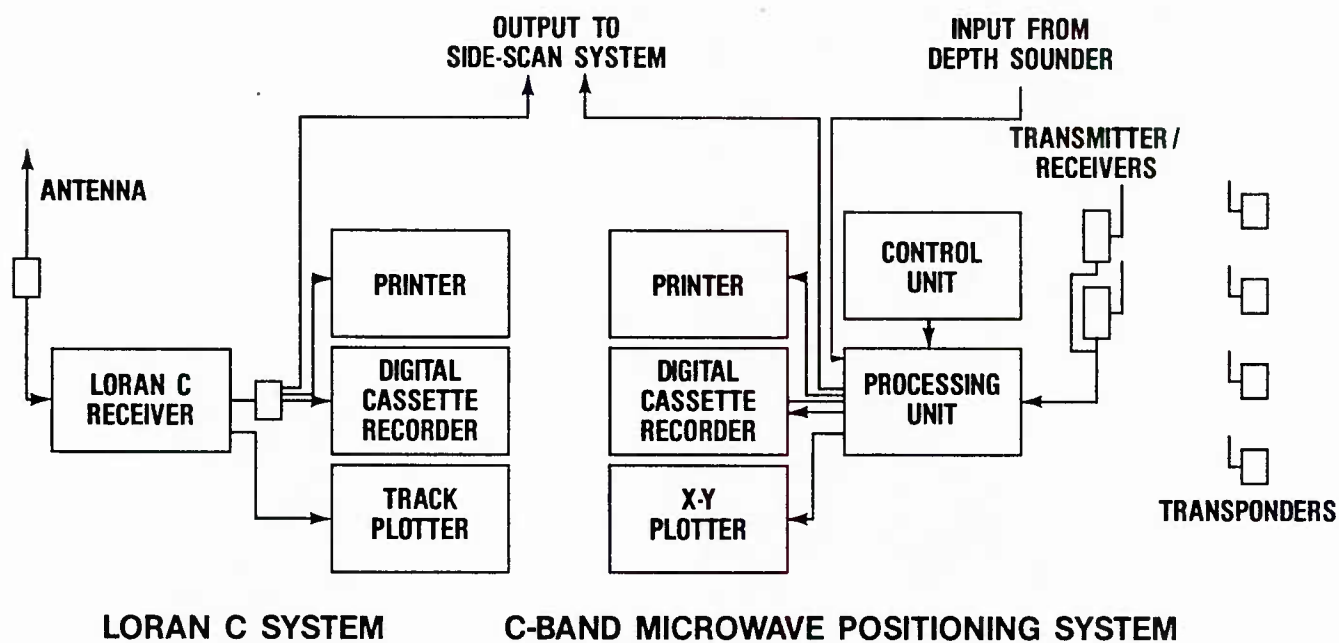 OUTPUT TO
SIDE-SCAN SYSTEM
INPUT FROM
DEPTH SOUNDER
ANTENNA
TRANSMITTER/
RECEIVERS
PRINTER
PRINTER
CONTROL
UNIT
LORAN C
RECEIVER
DIGITAL
CASSETTE
RECORDER
DIGITAL
CASSETTE
RECORDER
PROCESSING
UNIT
TRACK
PLOTTER
X-Y
PLOTTER
TRANSPONDERS
LORAN C SYSTEM
C-BAND MICROWAVE POSITIONING SYSTEM